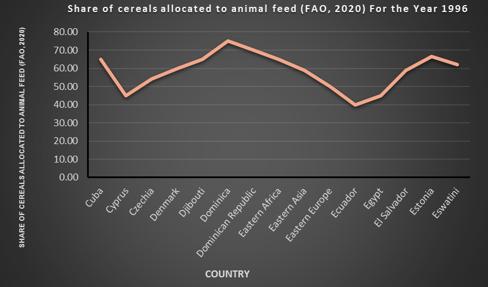 Share of cereals allocated to animal feed (FAO, 2020) For the Year 1996
SHARE OF CEREALS ALLOCATED TO ANIMAL FEED (FAO, 2020)
80.00
70.00
60.00
50.00
40.00
30.00
20.00
10.00
0.00
Cuba
Cyprus
Czechia
Denmark
Djibouti
Dominica
Dominican Republic
Eastern Africa
Eastern Asia
Eastern Europe
Ecuador
Egypt
El Salvador
Estonia
Eswatini
COUNTRY